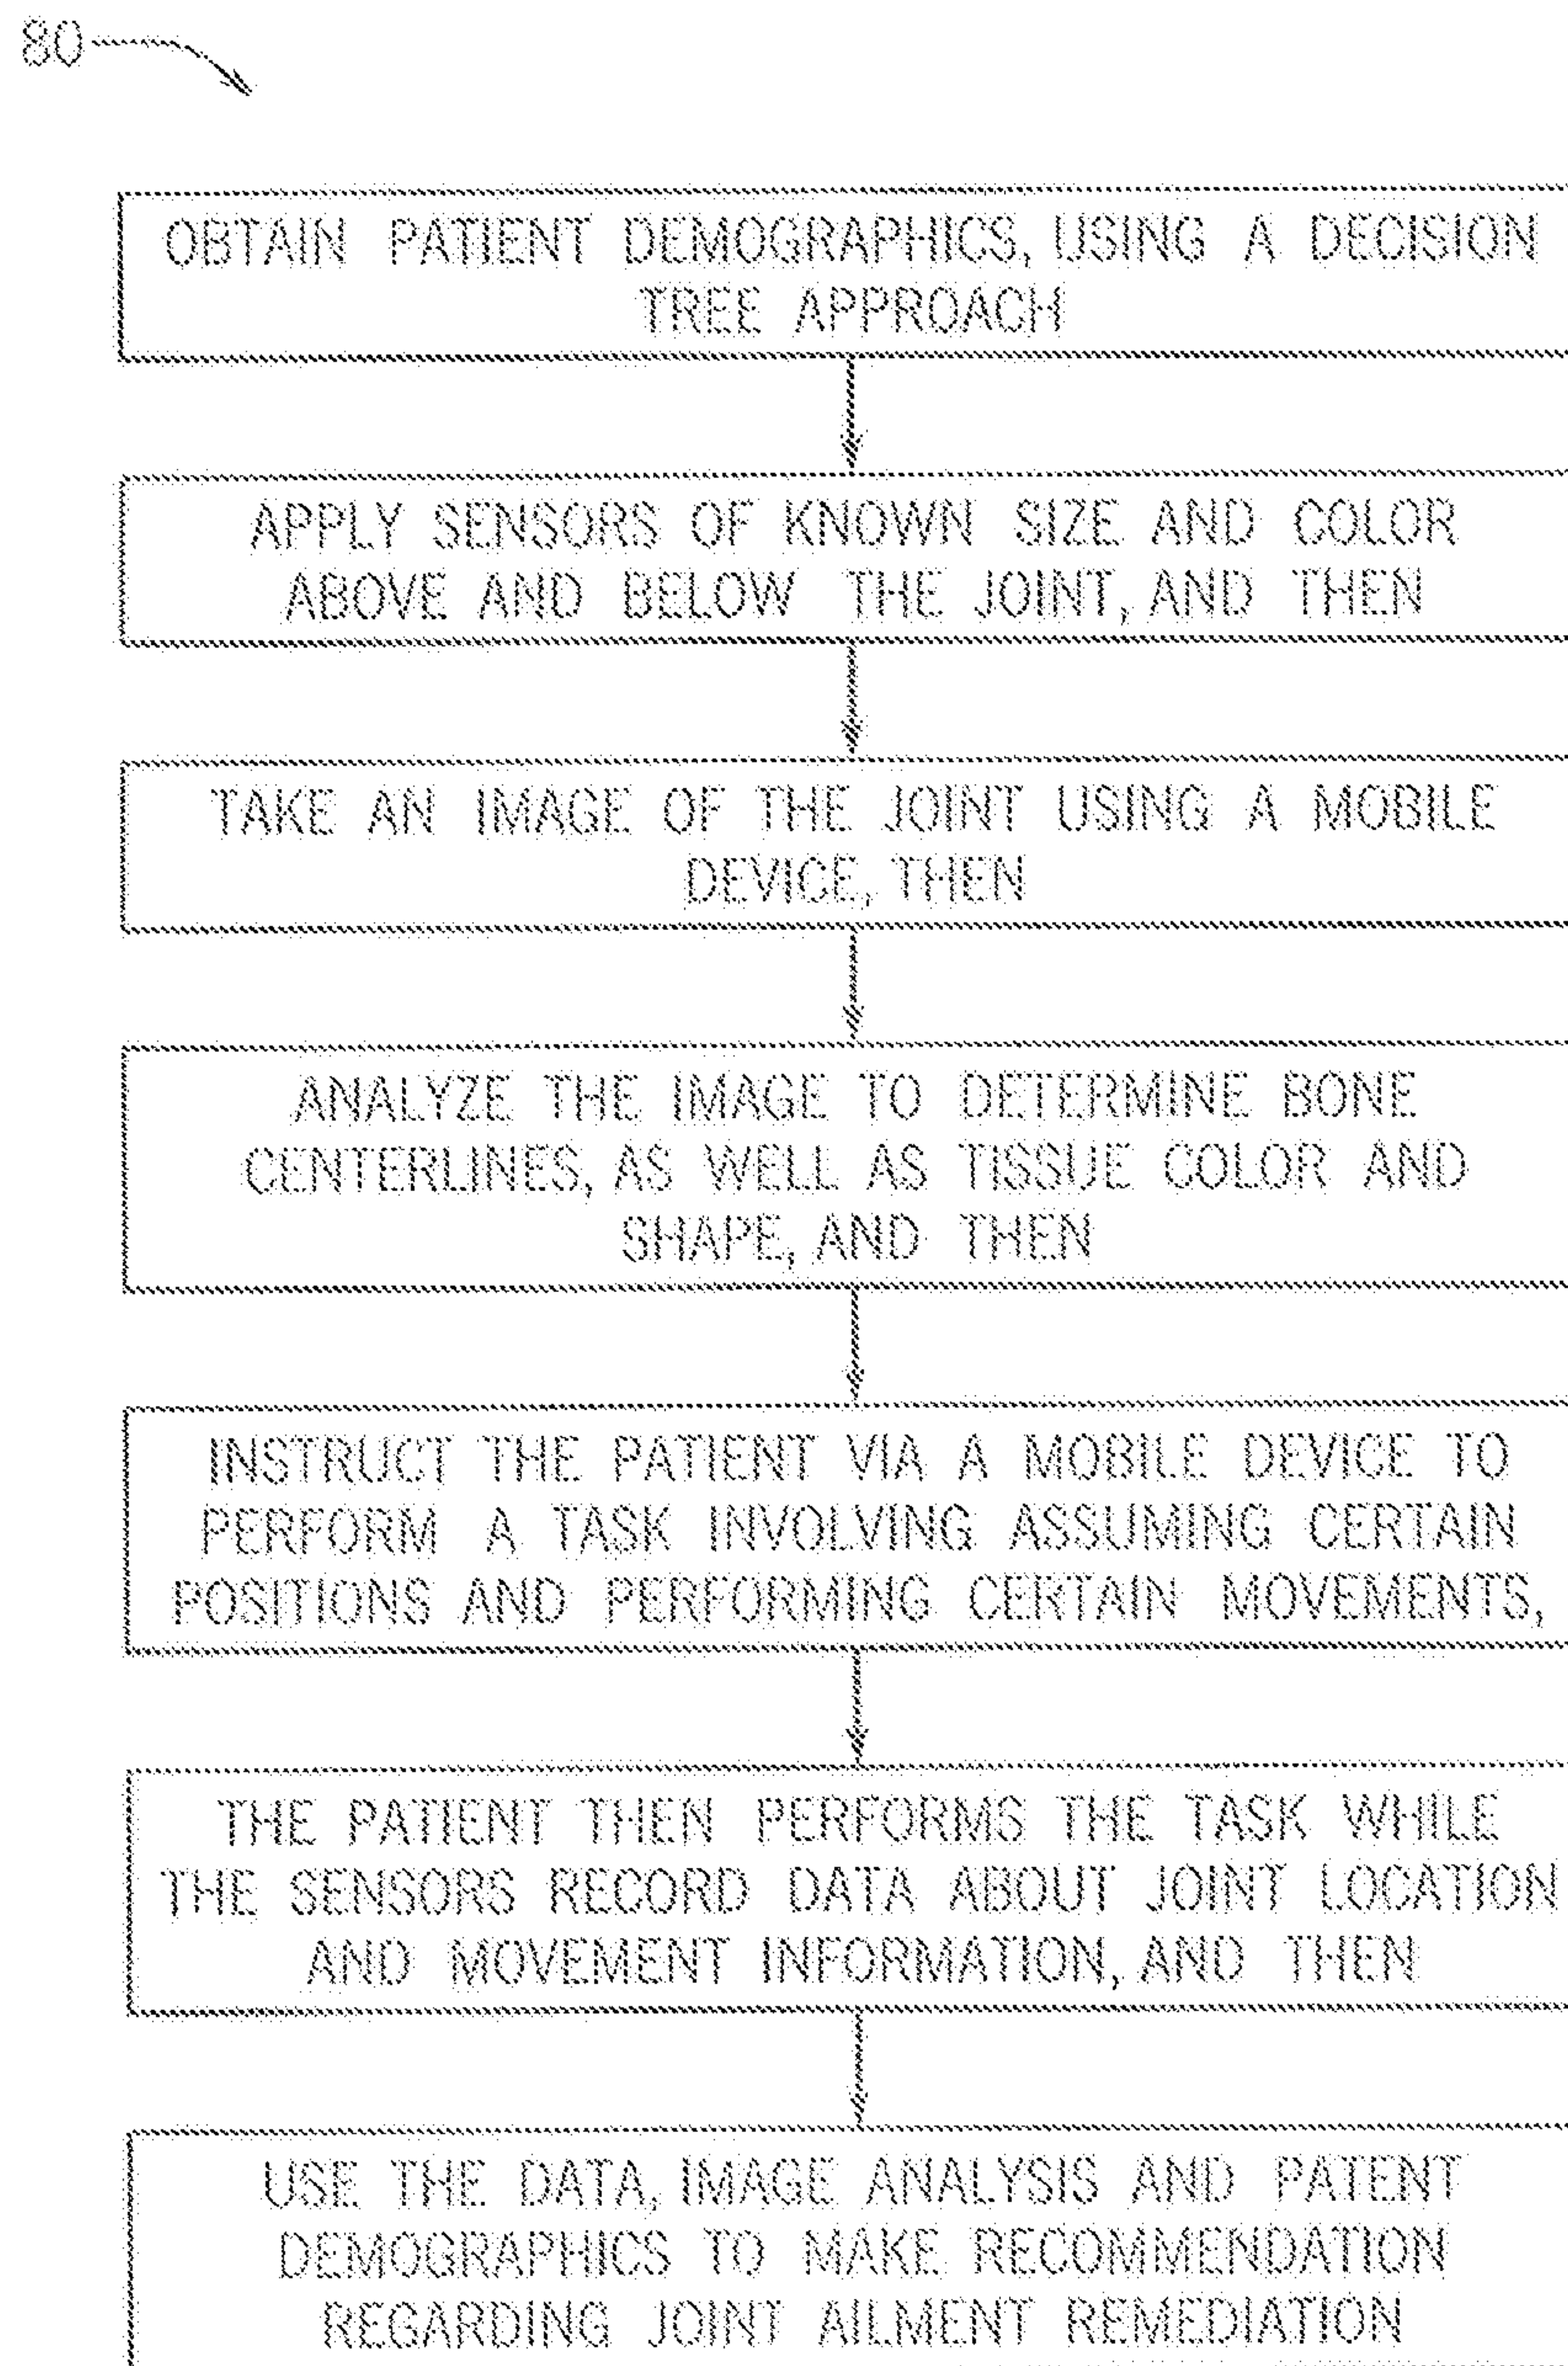 80
OBTAIN PATIENT DEMOGRAPHICS, USING A DECISION
TREE APPROACH
APPLY SENSORS OF KNOWN SIZE AND COLOR
ABOVE AND BELOW THE JOINT, AND THEN
TAKE AN IMAGE OF THE JOINT USING A MOBILE
DEVICE, THEN
ANALYZE THE IMAGE TO DETERMINE BONE
CENTERLINES, AS WELL AS TISSUE COLOR AND
SHAPE, AND THEN
INSTRUCT THE PATIENT VIA A MOBILE DEVICE TO
PERFORM A TASK INVOLVING ASSUMING CERTAIN
POSITIONS AND PERFORMING CERTAIN MOVEMENTS,
THE PATIENT THEN PERFORMS THE TASK WHILE
THE SENSORS RECORD DATA ABOUT JOINT LOCATION
AND MOVEMENT INFORMATION, AND THEN
USE THE DATA, IMAGE ANALYSIS AND PATENT
DEMOGRAPHICS TO MAKE RECOMMENDATION
REGARDING JOINT AILMENT REMEDIATION